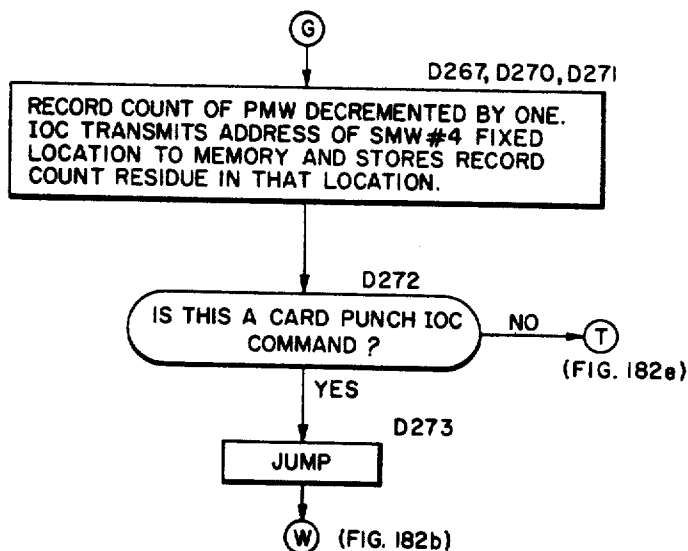 G
D267, D270, D271
RECORD COUNT OF PMW DECREMENTED BY ONE.
IOC TRANSMITS ADDRESS OF SMW #4 FIXED
LOCATION TO MEMORY AND STORES RECORD
COUNT RESIDUE IN THAT LOCATION.
D272
IS THIS A CARD PUNCH IOC
COMMAND ?
NO
T
(FIG. 182e)
YES
D273
JUMP
W (FIG. 182b)